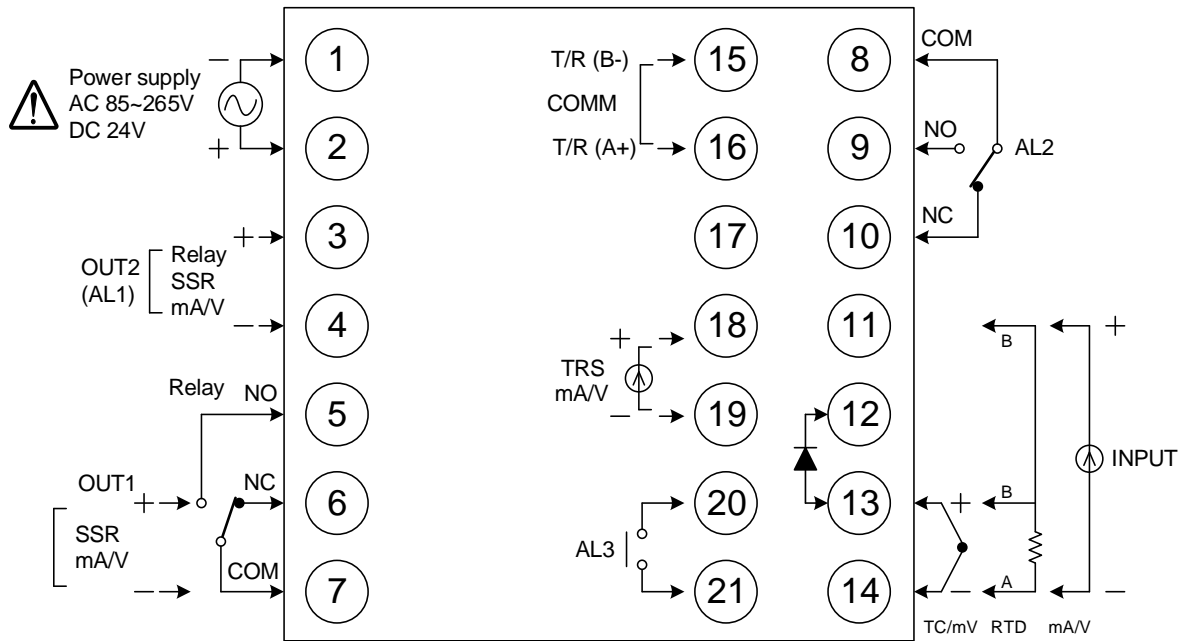 Power supply
AC 85~265V
DC 24V
−
+
1
2
OUT2
(AL1)
Relay
SSR
mA/V
+
−
3
4
Relay
NO
5
OUT1
+
NC
6
SSR
mA/V
−
COM
7
T/R (B-)
COMM
T/R (A+)
15
16
17
TRS
mA/V
+
−
18
19
AL3
20
21
8
COM
9
NO
AL2
10
NC
11
12
13
14
+
−
B
B
A
+
−
INPUT
TC/mV RTD mA/V